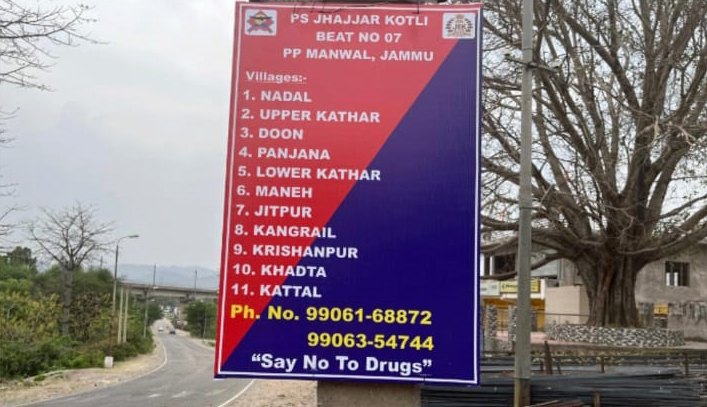 PS JHAJJAR KOTLI
BEAT NO 07
PP MANWAL, JAMMU
Villages:-
1. NADAL
2. UPPER KATHAR
3. DOON
4. PANJANA
5. LOWER KATHAR
6. MANEH
7. JITPUR
8. KANGRAIL
9. KRISHANPUR
10. KHADTA
11. KATTAL
Ph. No. 99061-68872
99063-54744
“Say No To Drugs”